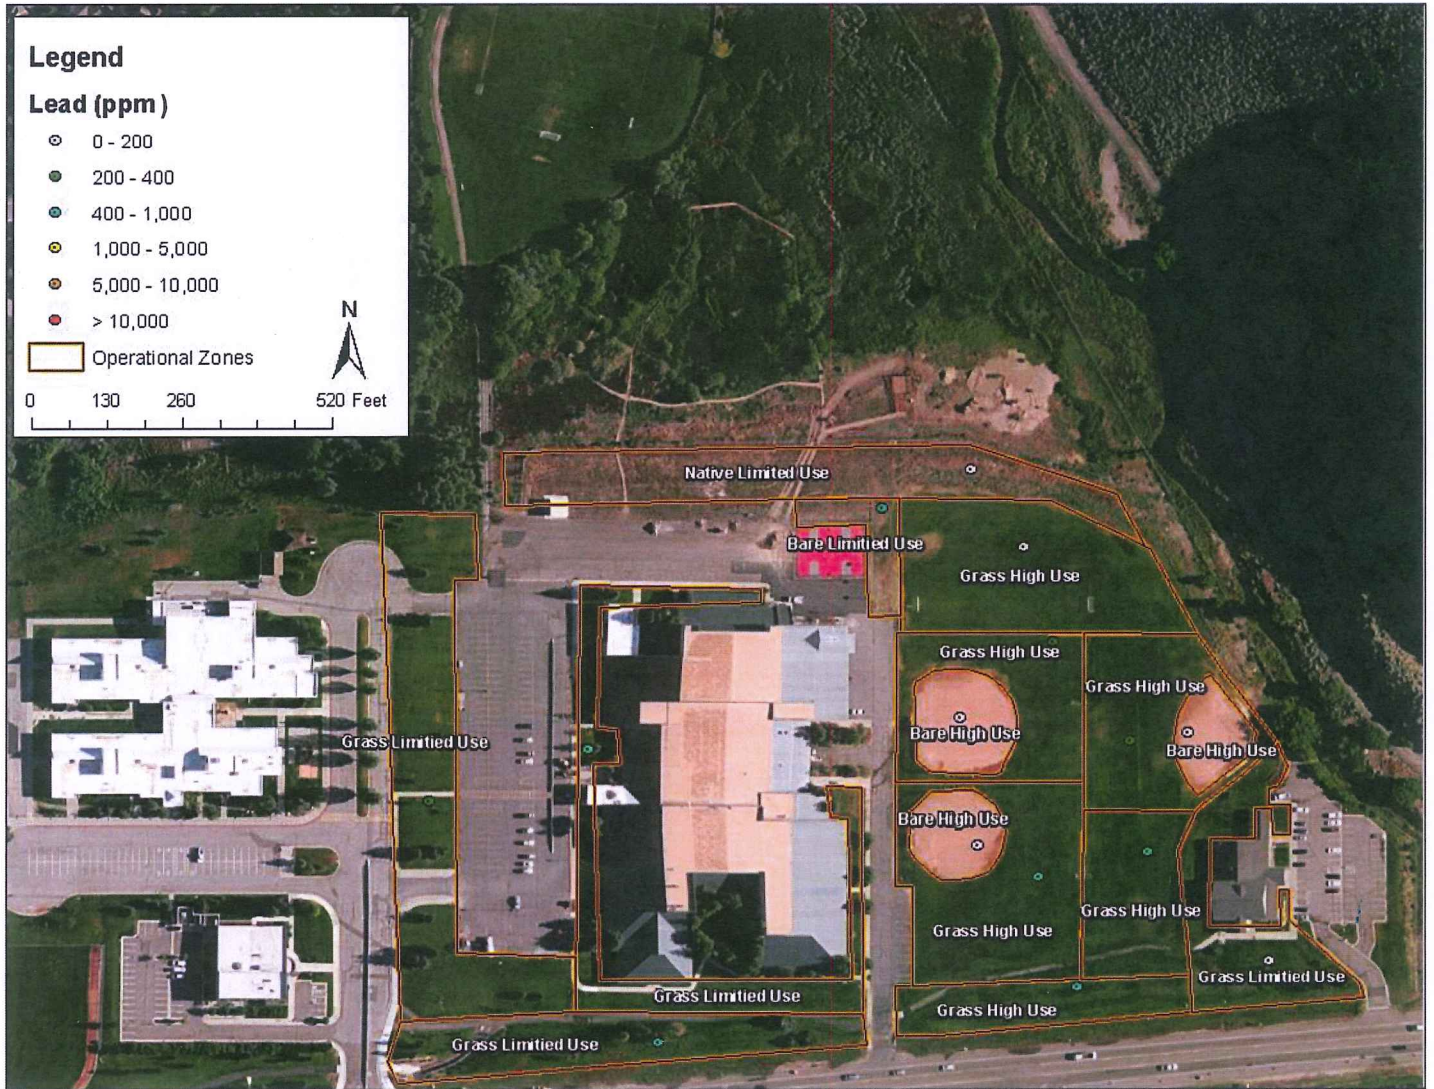 Legend
Lead (ppm)
0 - 200
200 - 400
400 - 1,000
1,000 - 5,000
5,000 - 10,000
> 10,000
Operational Zones
N
0 130 260 520 Feet
Native Limited Use
Bare Limitied Use
Grass High Use
Grass High Use
Grass High Use
Bare High Use
Bare High Use
Grass Limitied Use
Bare High Use
Grass High Use
Grass High Use
Grass Limitied Use
Grass Limitied Use
Grass High Use
Grass Limitied Use